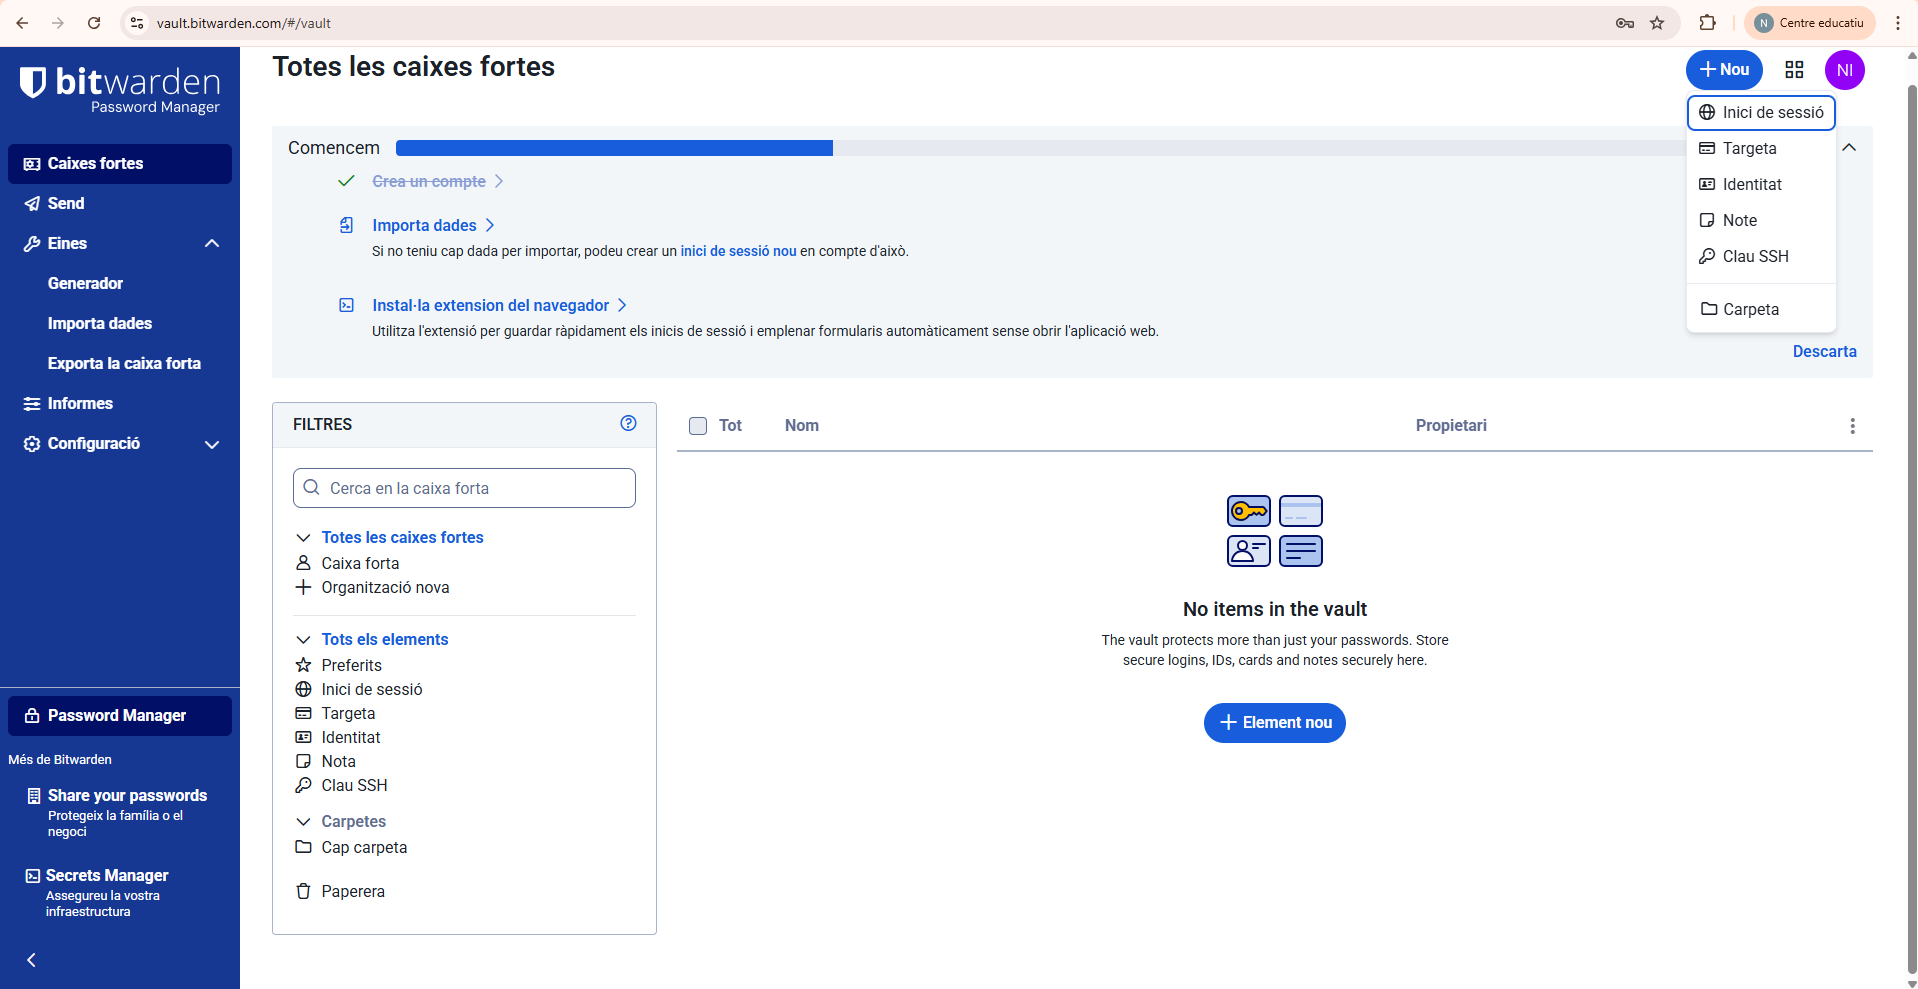 vault.bitwarden.com/#/vault
N
Centre educatiu
bitwarden
Password Manager
Caixes fortes
Send
Eines
Generador
Importa dades
Exporta la caixa forta
Informes
Configuració
Password Manager
Més de Bitwarden
Share your passwords
Protegeix la família o el
negoci
Secrets Manager
Assegureu la vostra
infraestructura
Totes les caixes fortes
Nou
NI
Inici de sessió
Targeta
Identitat
Note
Clau SSH
Carpeta
Comencem
Crea un compte
Importa dades
Si no teniu cap dada per importar, podeu crear un inici de sessió nou en compte d'això.
Instal·la extension del navegador
Utilitza l'extensió per guardar ràpidament els inicis de sessió i emplenar formularis automàticament sense obrir l'aplicació web.
Descarta
FILTRES
Cerca en la caixa forta
Totes les caixes fortes
Caixa forta
Organització nova
Tots els elements
Preferits
Inici de sessió
Targeta
Identitat
Nota
Clau SSH
Carpetes
Cap carpeta
Paperera
Tot Nom Propietari
No items in the vault
The vault protects more than just your passwords. Store
secure logins, IDs, cards and notes securely here.
Element nou